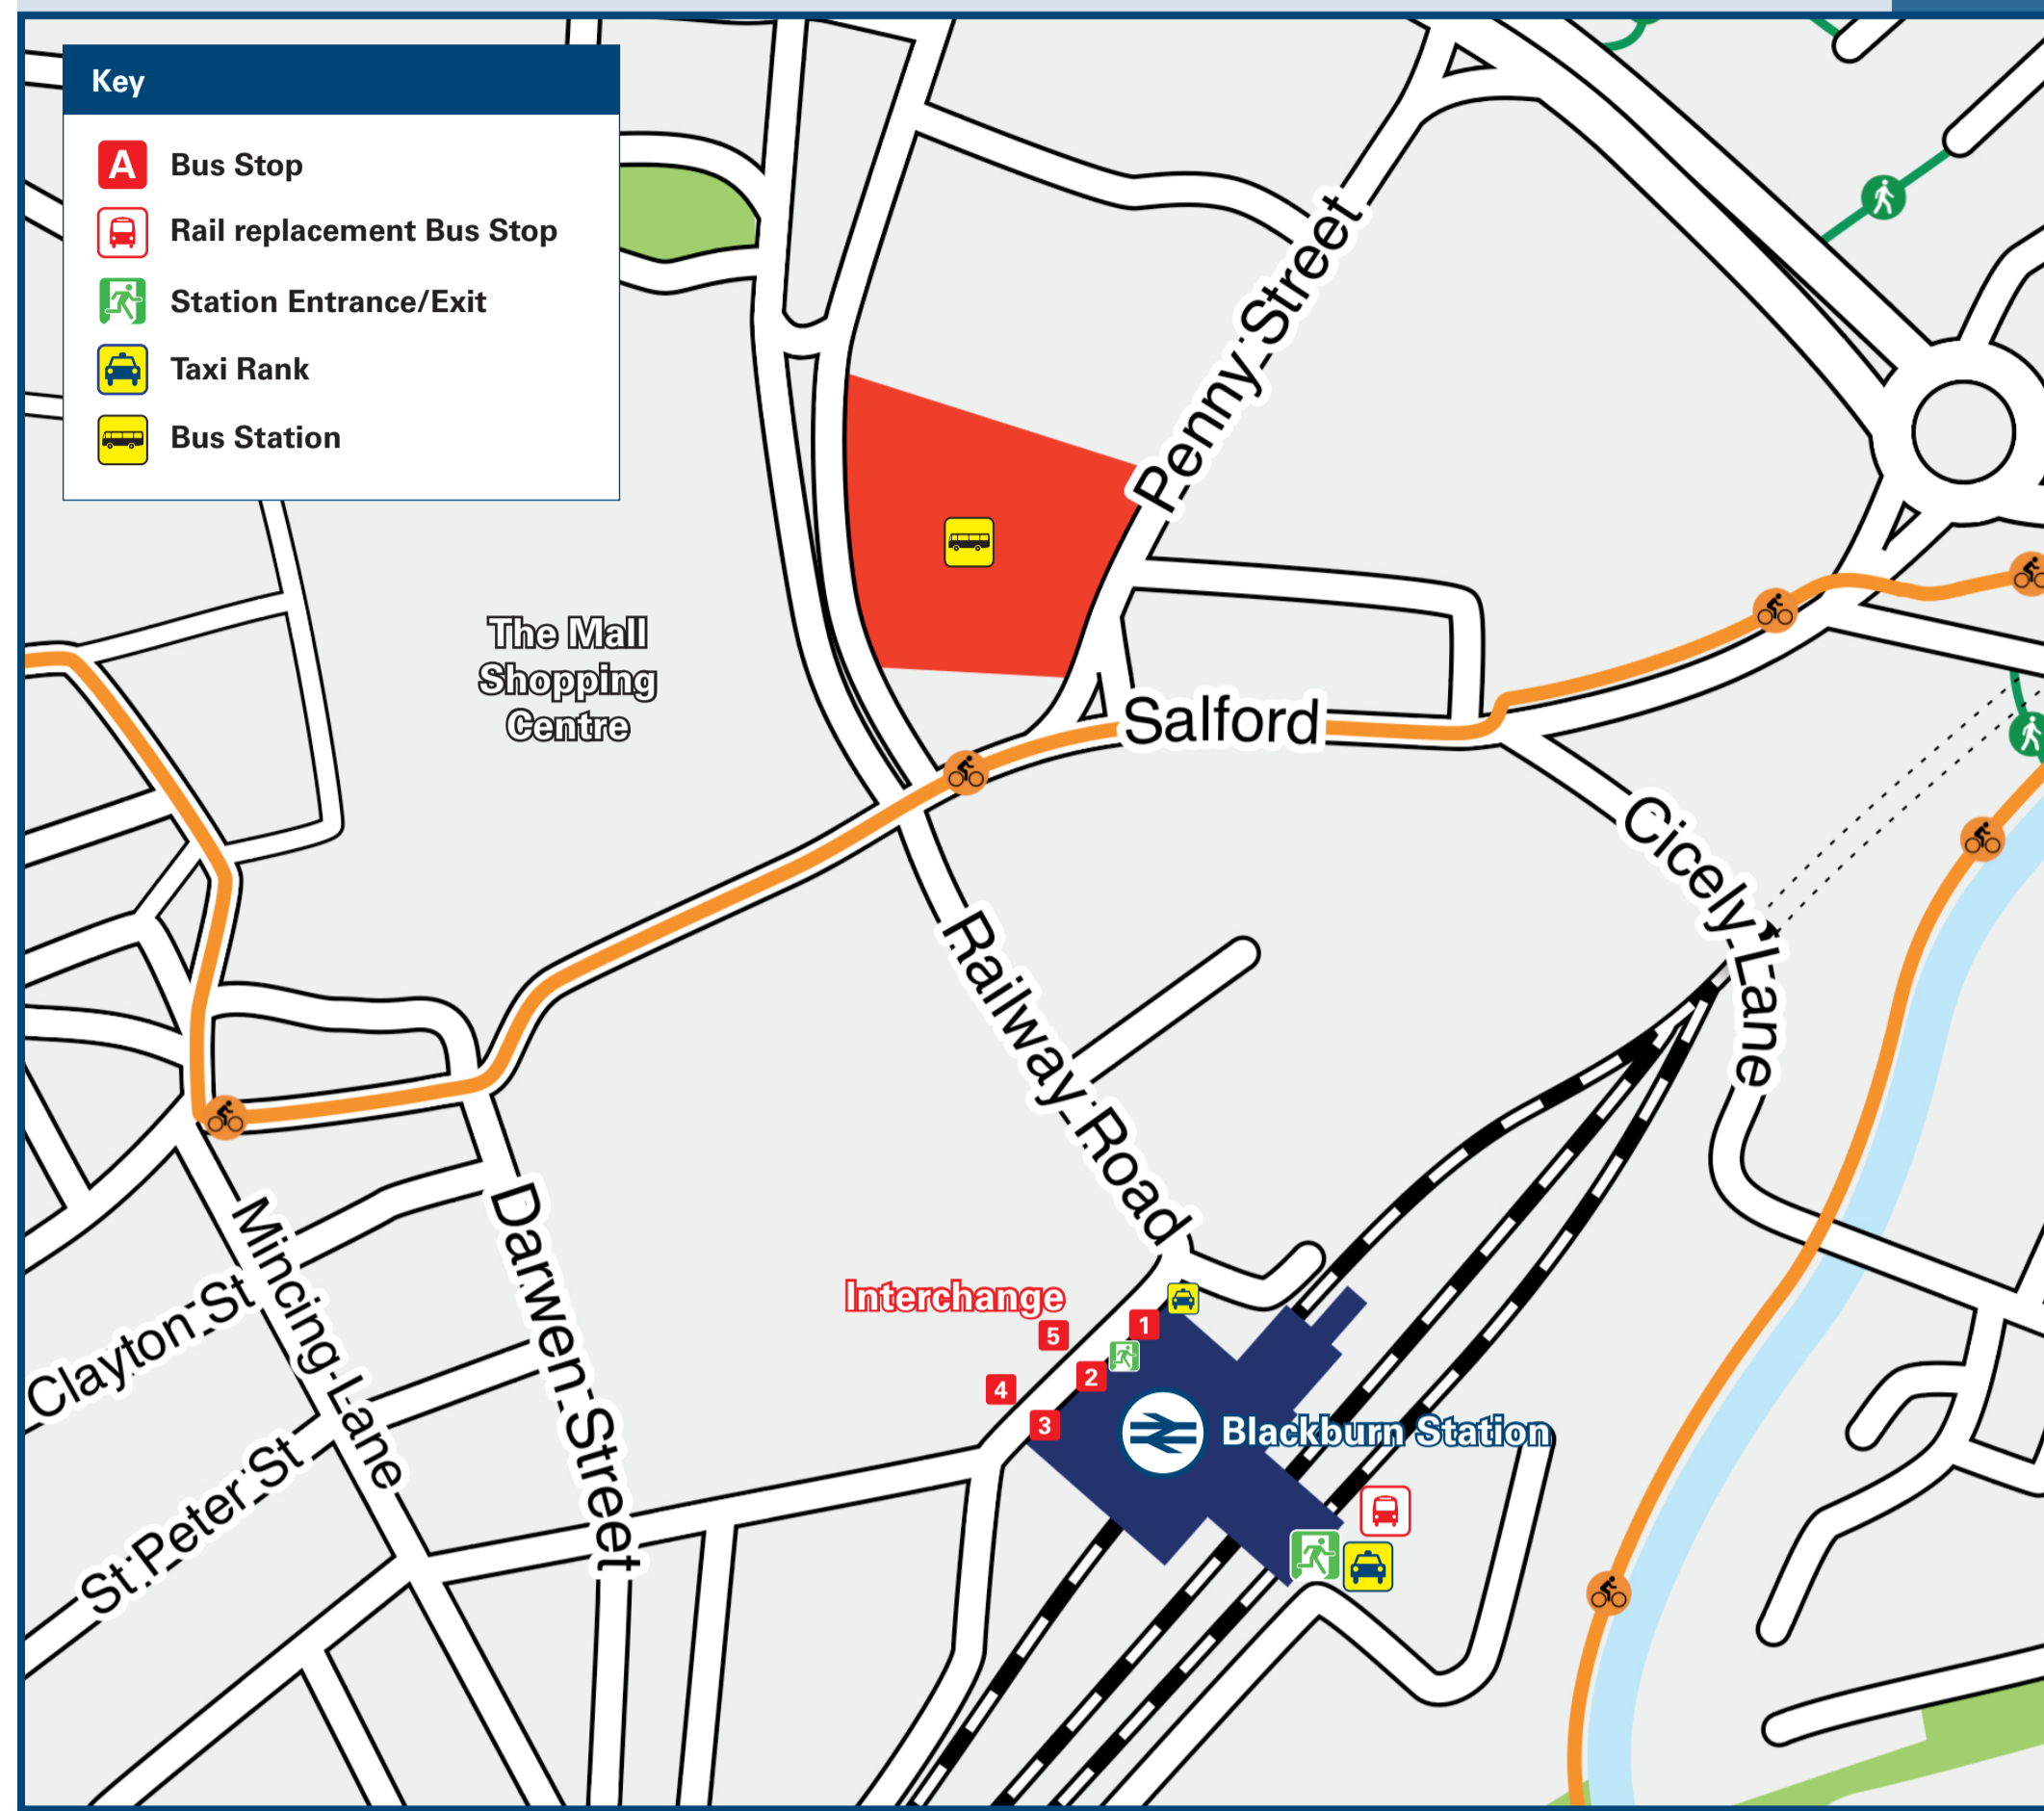 Key
A
Bus Stop
Rail replacement Bus Stop
Station Entrance/Exit
Taxi Rank
Bus Station
Penny Street
The Mall
Shopping
Centre
Salford
Cicely Lane
Railway Road
Mincing Lane
Darwen Street
Clayton St
St Peter St
Interchange
1
5
2
4
3
Blackburn Station